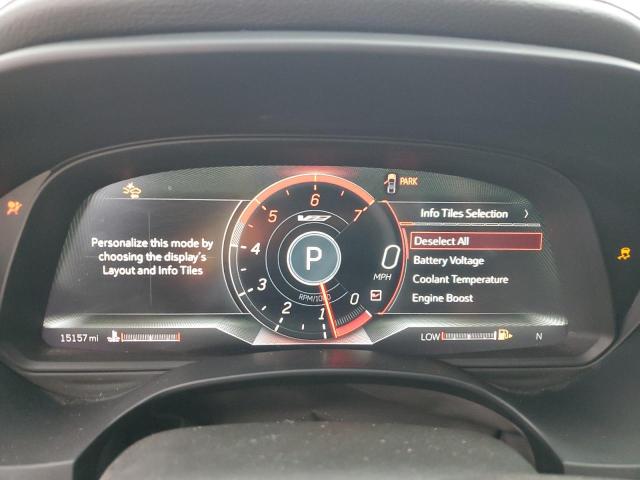 PARK
5 6 7
Info Tiles Selection
Personalize this mode by
choosing the display's
Layout and Info Tiles
4
P
0
MPH
Deselect All
Battery Voltage
Coolant Temperature
Engine Boost
3
2 1 0
RPM/1000
15157 mi
LOW
N